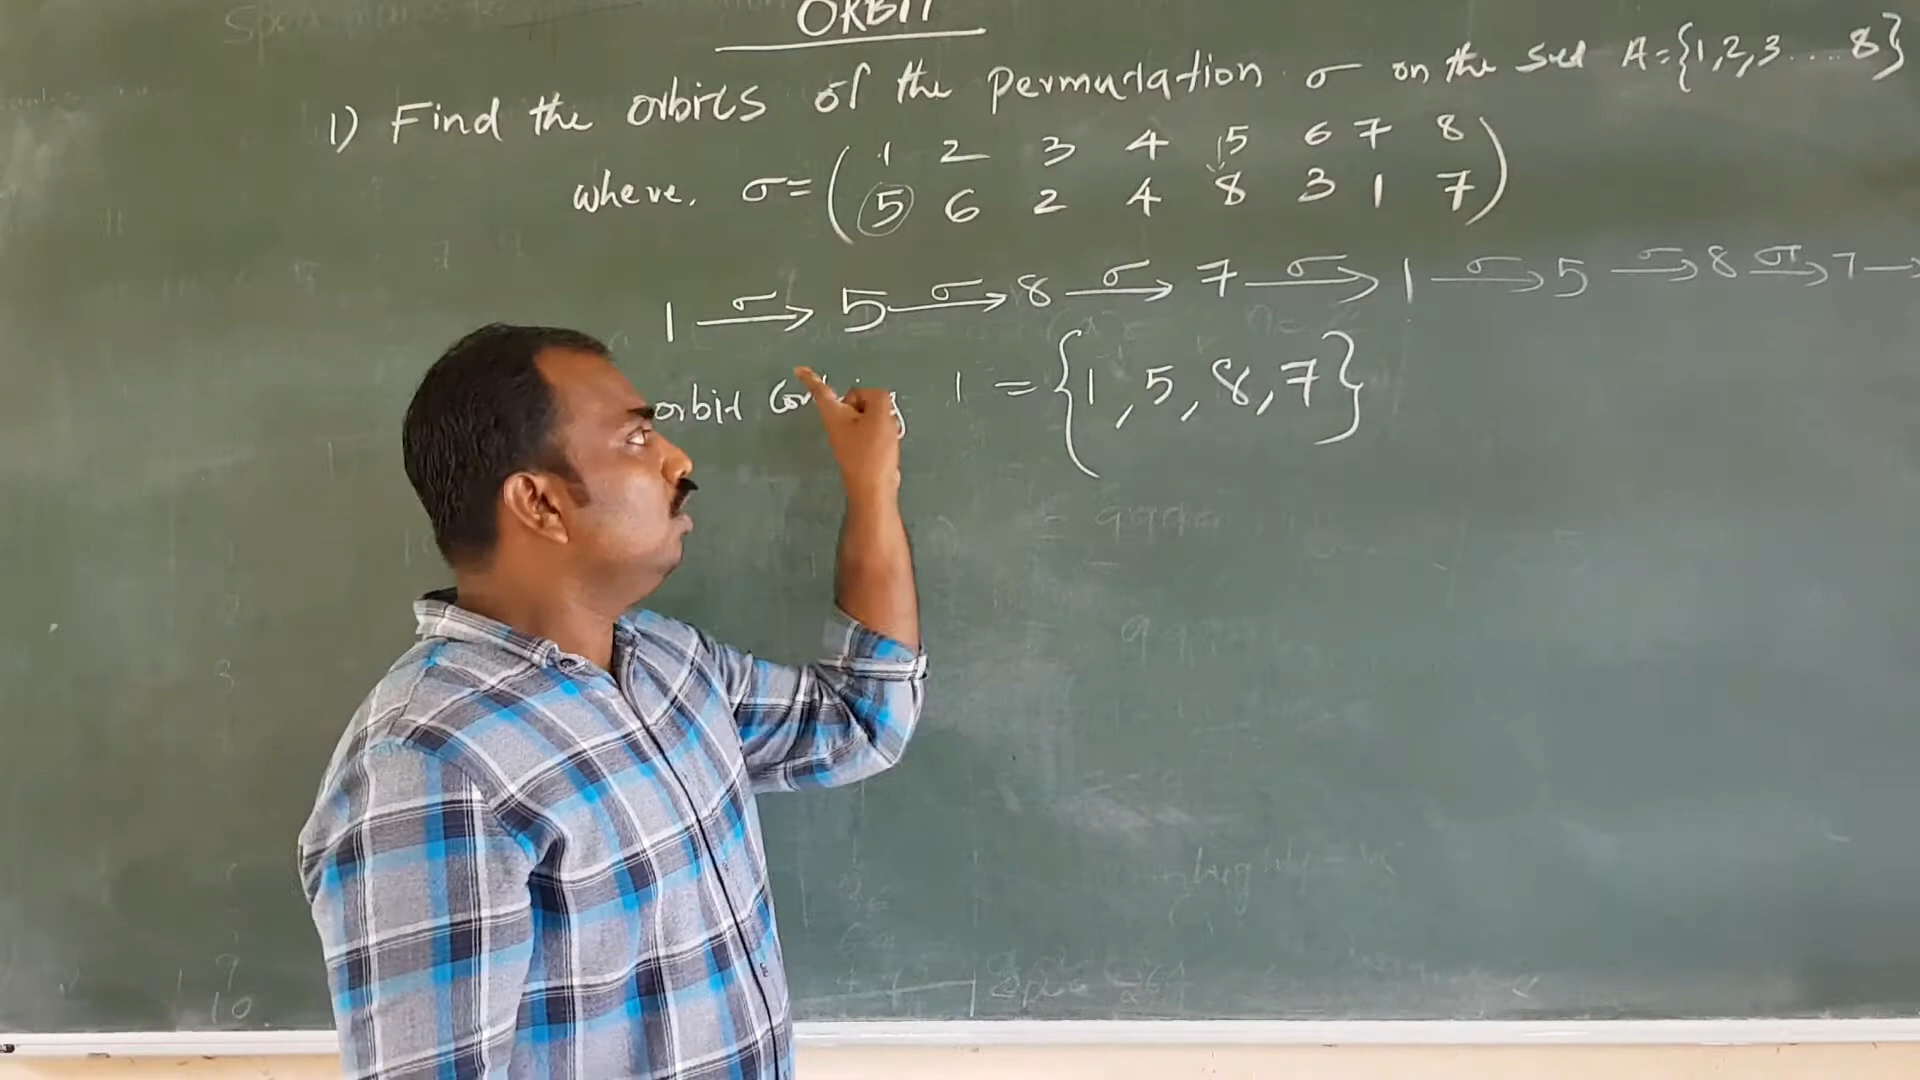 ORBIT
1) Find the orbits of the permutation σ on the set A={1,2,3....8}
where, σ=( 1 2 3 4 5 6 7 8
5 6 2 4 8 3 1 7 )
1 σ→ 5 σ→ 8 σ→ 7 σ→ 1 σ→ 5 σ→ 8 σ→ 7 →
orbit 1 = {1,5,8,7}